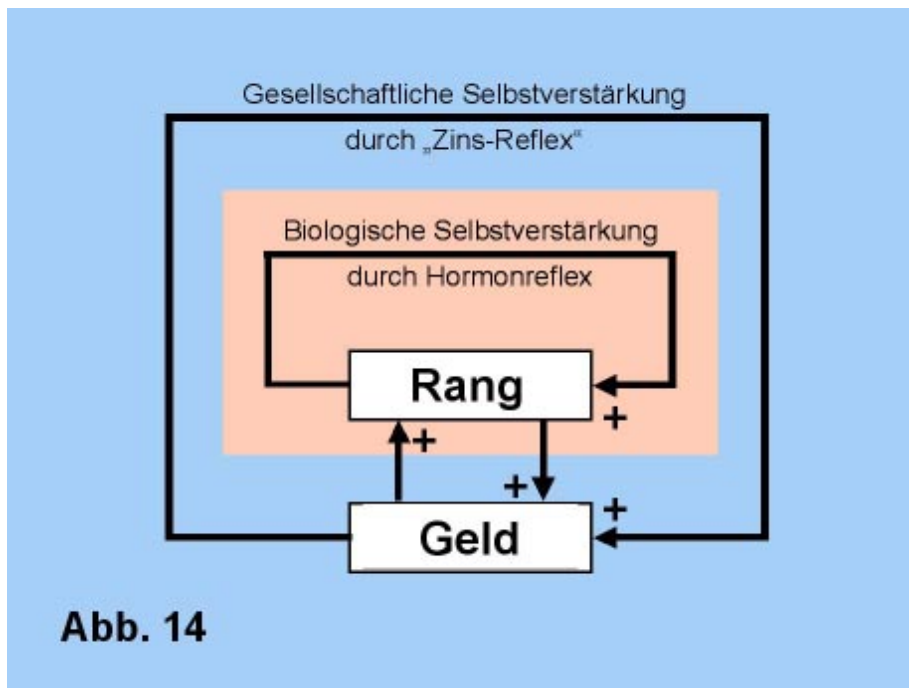 Gesellschaftliche Selbstverstärkung
durch „Zins-Reflex“
Biologische Selbstverstärkung
durch Hormonreflex
Rang
+
+
+
+
Geld
Abb. 14